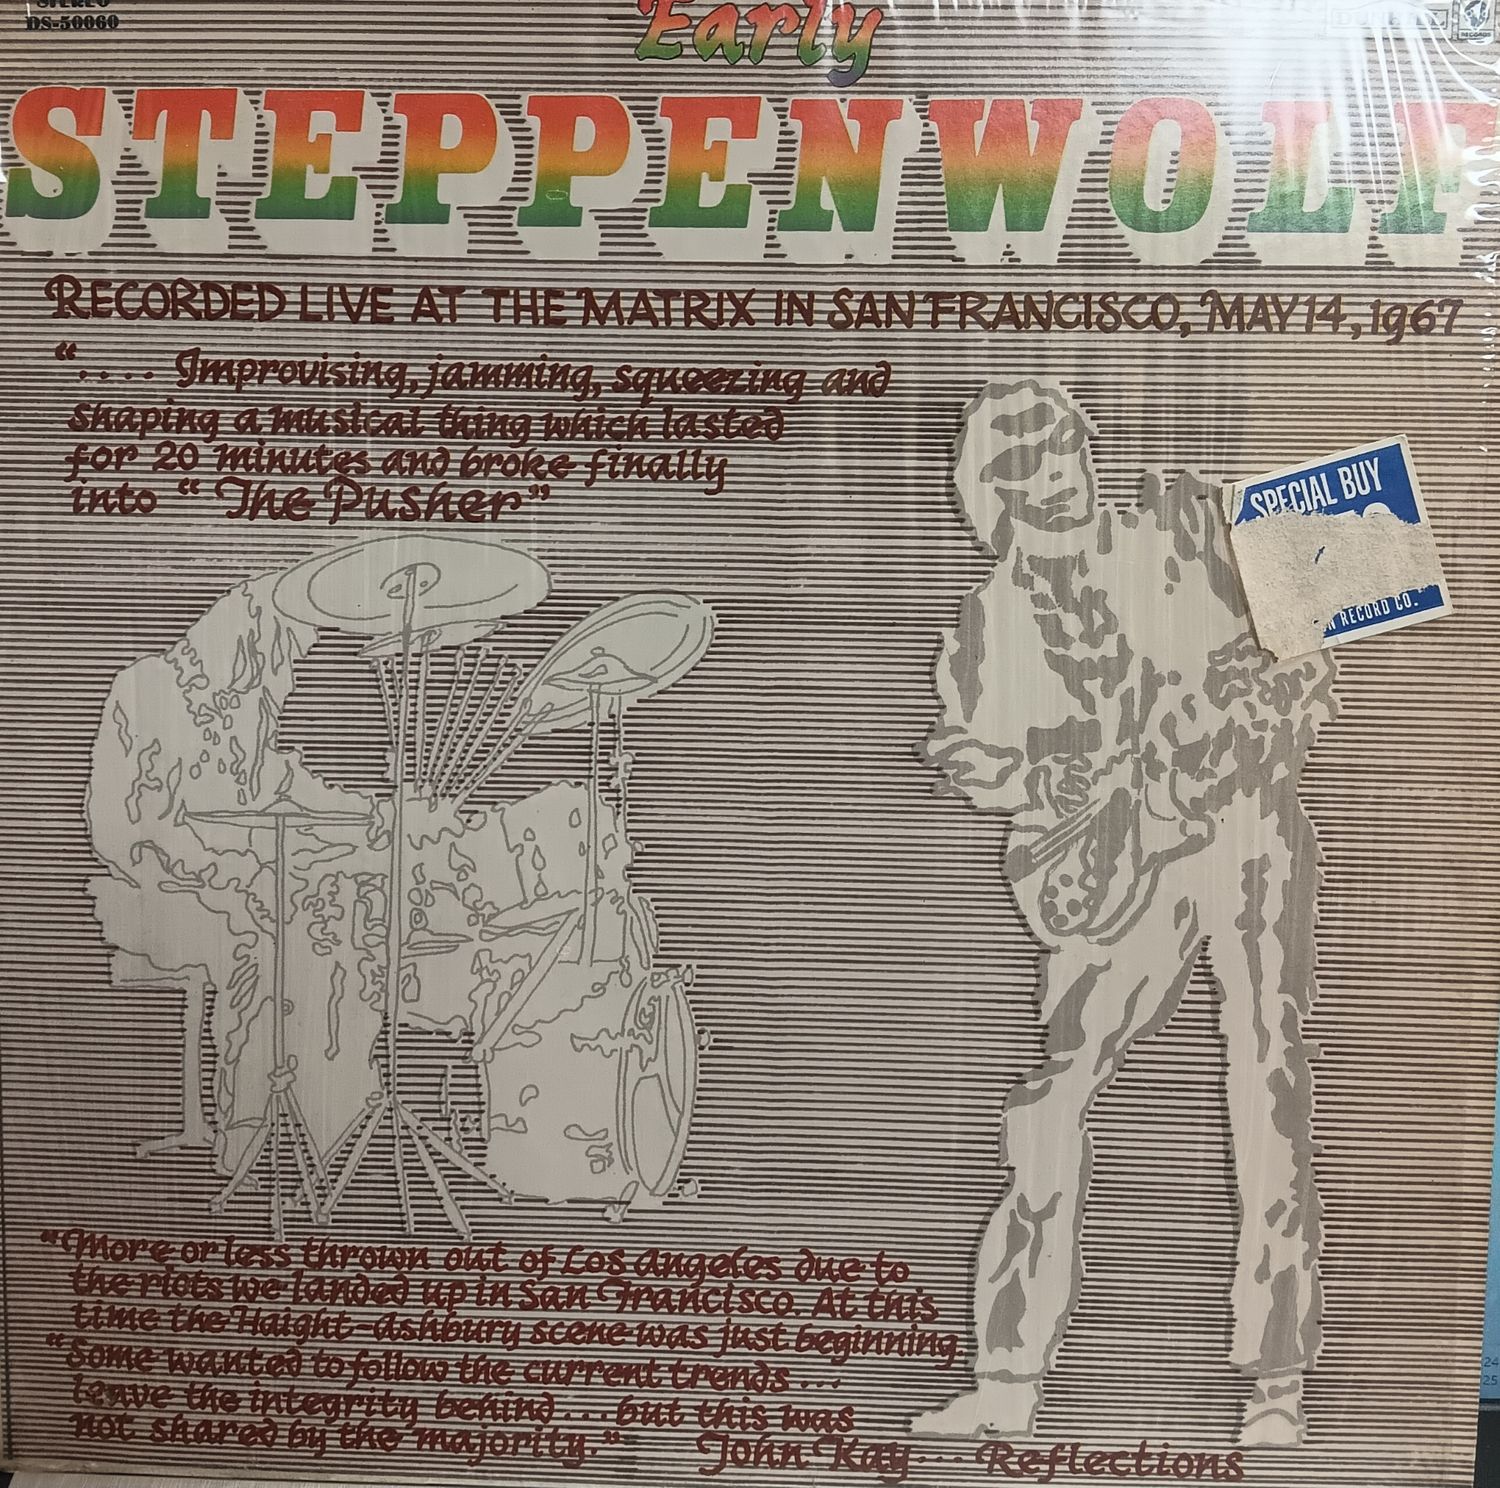 STEREO
DS-50060
DUNHILL
RECORDS
Early
STEPPENWOLF
RECORDED LIVE AT THE MATRIX IN SAN FRANCISCO, MAY 14, 1967
".... Improvising, jamming, squeezing and
shaping a musical thing which lasted
for 20 minutes and broke finally
into "The Pusher"
SPECIAL BUY
RECORD CO.
"More or less thrown out of Los Angeles due to
the riots we landed up in San Francisco. At this
time the Haight-Ashbury scene was just beginning.
"Some wanted to follow the current trends ...
leave the integrity behind ... but this was
not shared by the majority."
John Kay... Reflections
24
25